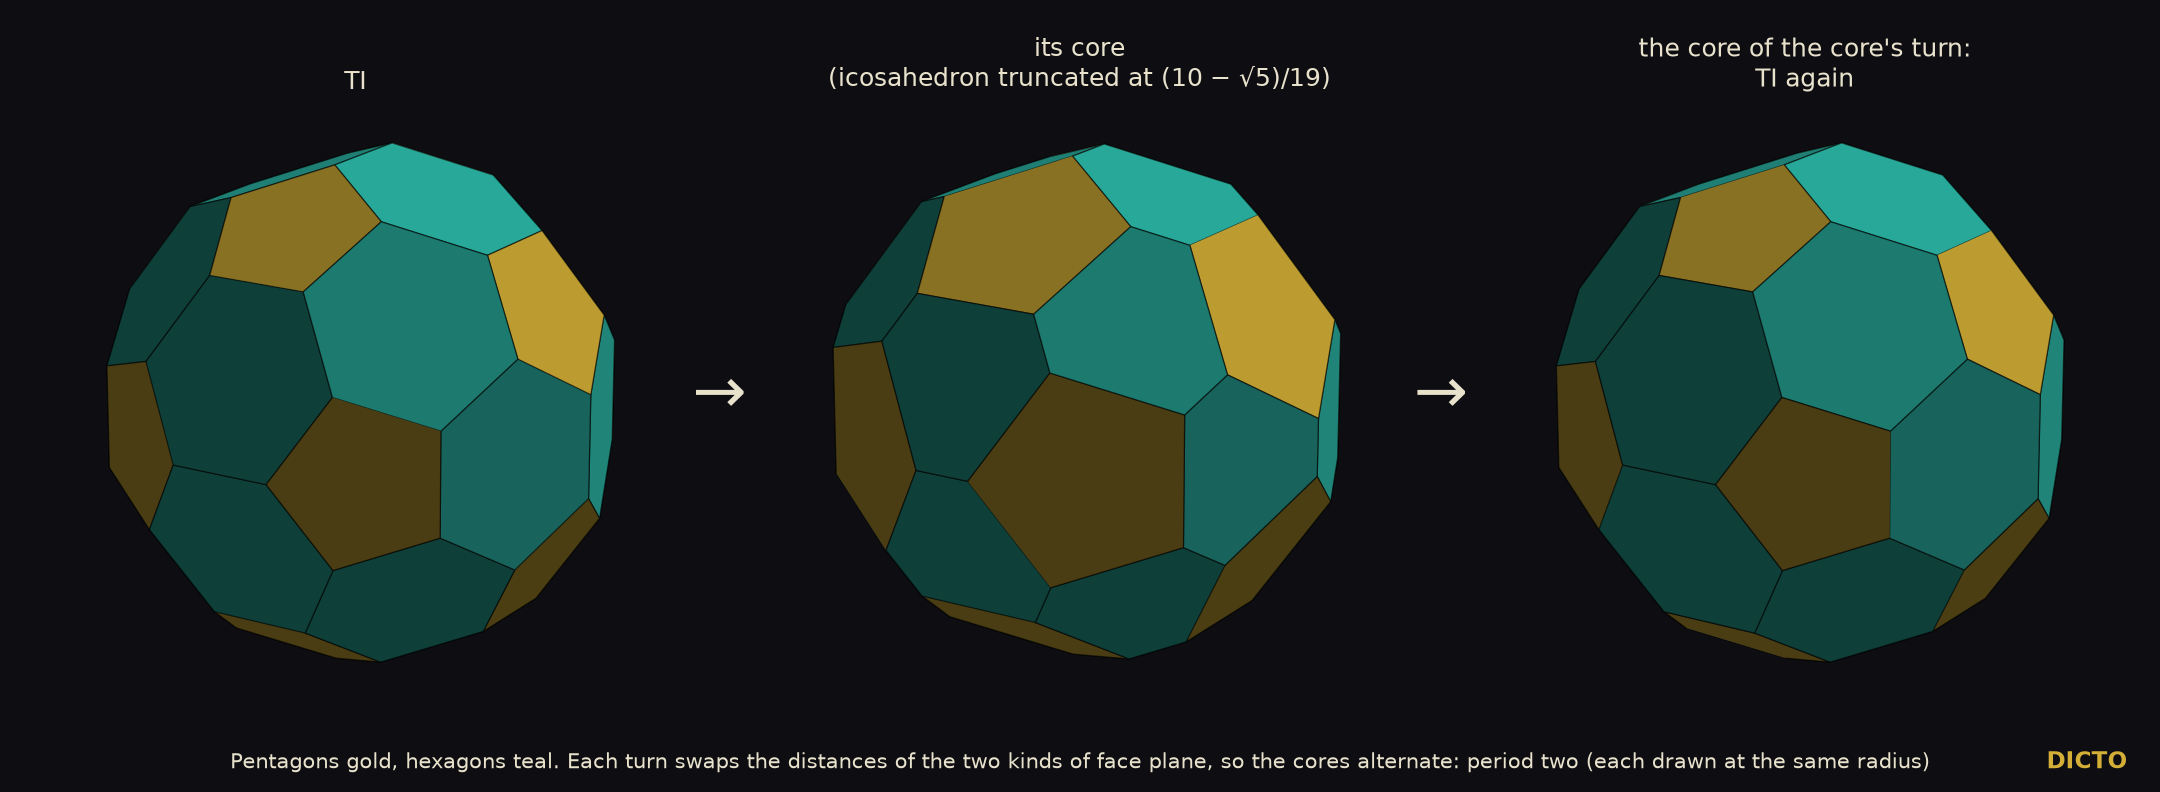 TI
its core
(icosahedron truncated at (10 − √5)/19)
the core of the core's turn:
TI again
→
→
Pentagons gold, hexagons teal. Each turn swaps the distances of the two kinds of face plane, so the cores alternate: period two (each drawn at the same radius)
DICTO